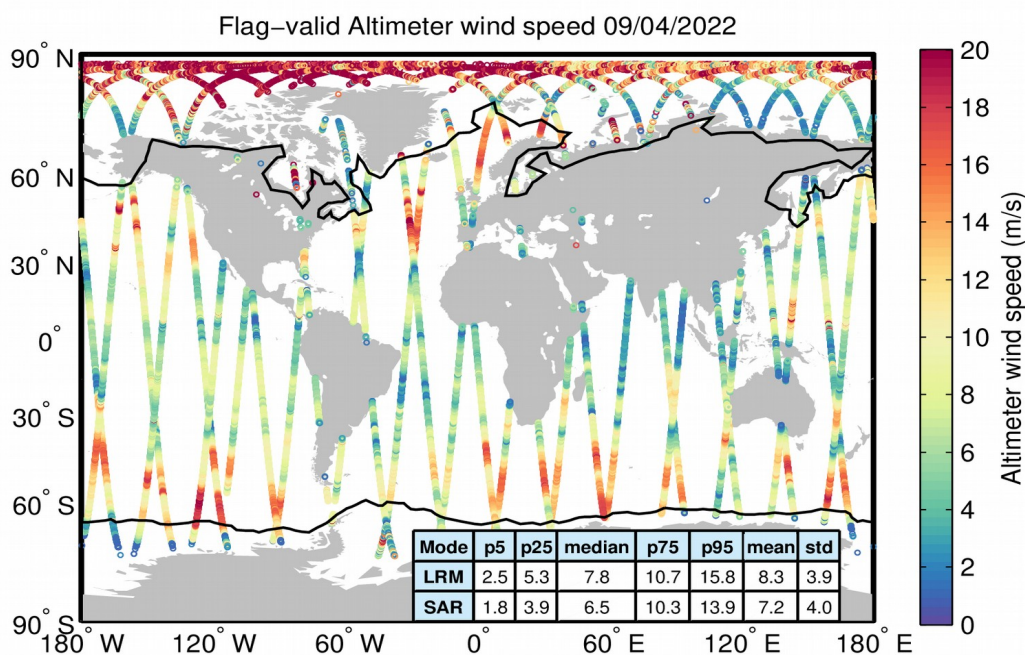 Flag−valid Altimeter wind speed 09/04/2022
90° N
60° N
30° N
0°
30° S
60° S
90° S
180° W
120° W
60° W
0°
60° E
120° E
180° E
Mode p5 p25 median p75 p95 mean std
LRM 2.5 5.3 7.8 10.7 15.8 8.3 3.9
SAR 1.8 3.9 6.5 10.3 13.9 7.2 4.0
20
18
16
14
12
10
8
6
4
2
0
Altimeter wind speed (m/s)